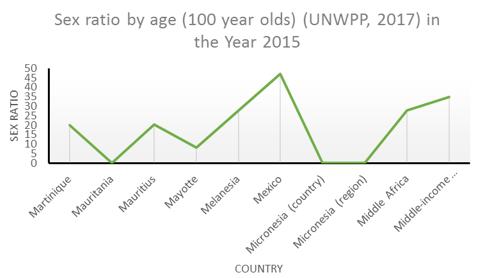 Sex ratio by age (100 year olds) (UNWPP, 2017) in
the Year 2015
50
45
40
35
30
25
20
15
10
5
0
SEX RATIO
Martinique
Mauritania
Mauritius
Mayotte
Melanesia
Mexico
Micronesia (country)
Micronesia (region)
Middle Africa
Middle-income...
COUNTRY